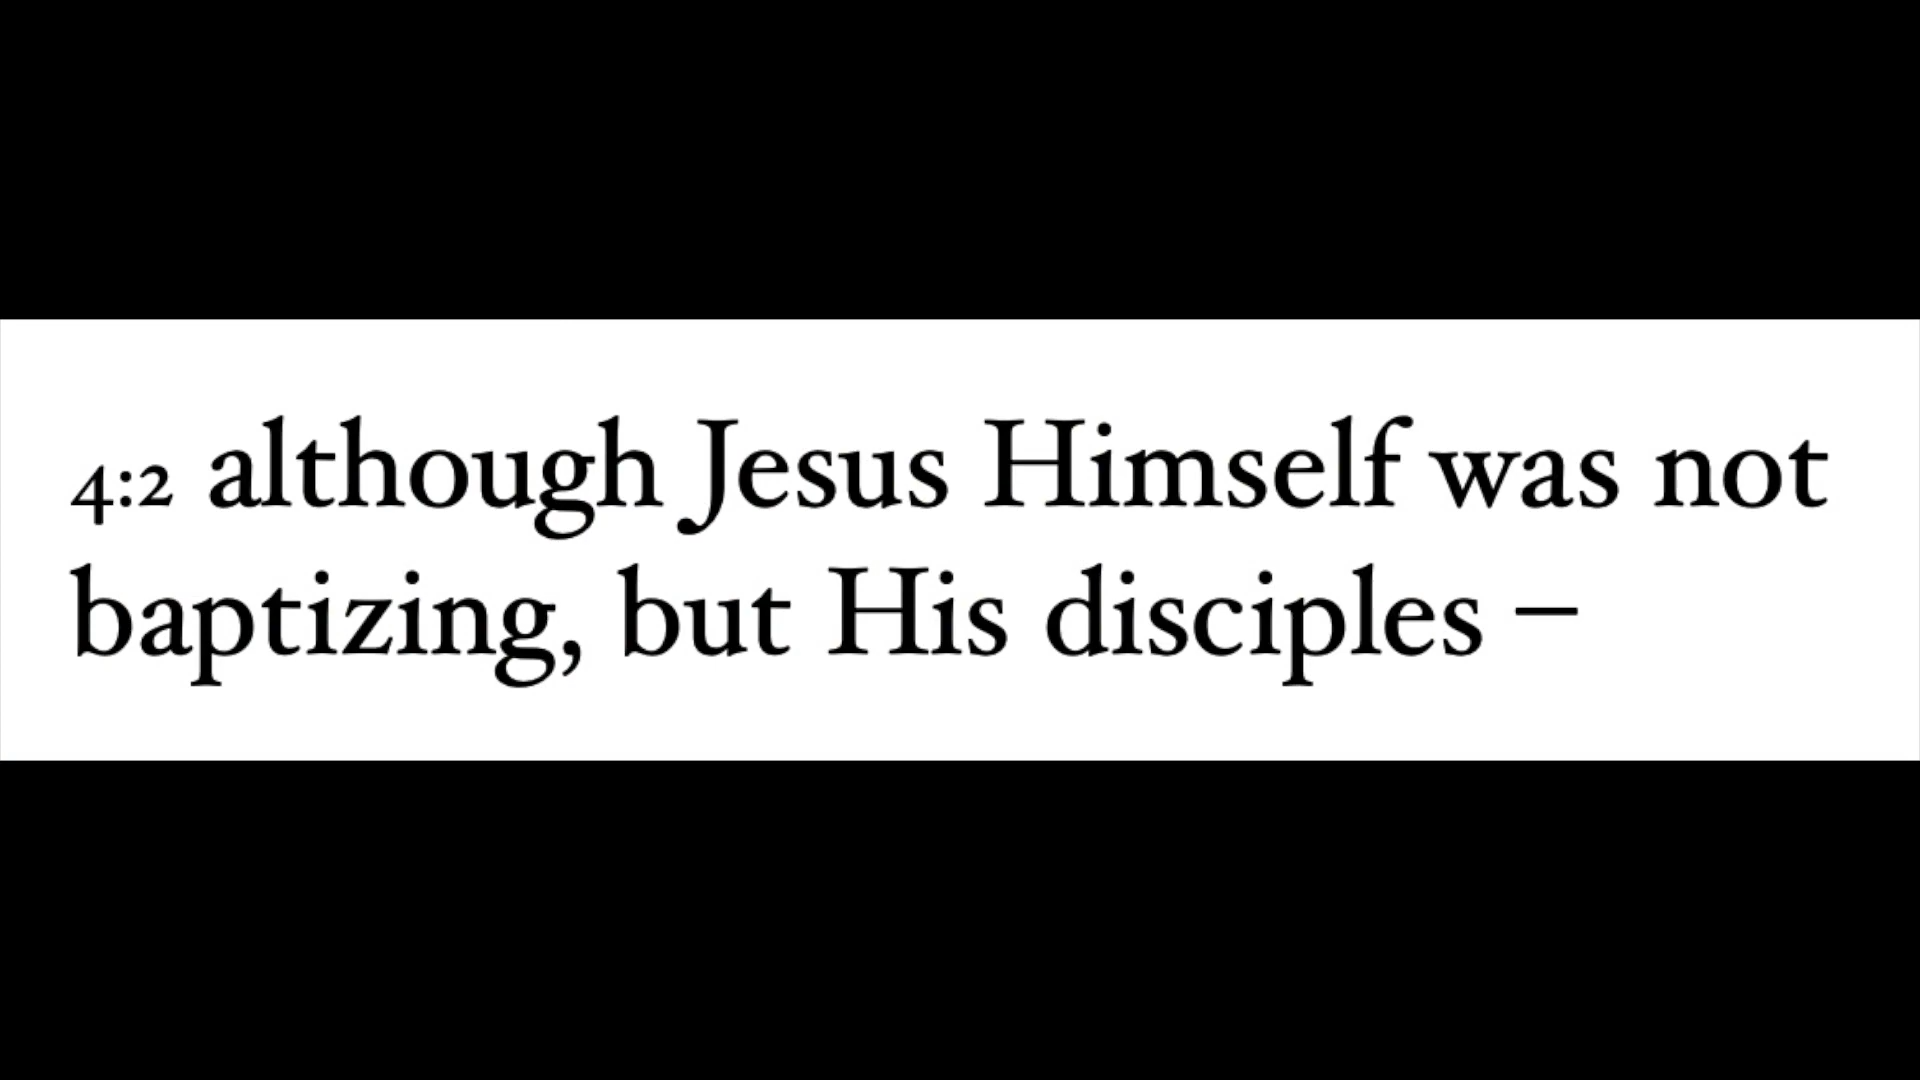 4:2 although Jesus Himself was not
baptizing, but His disciples –